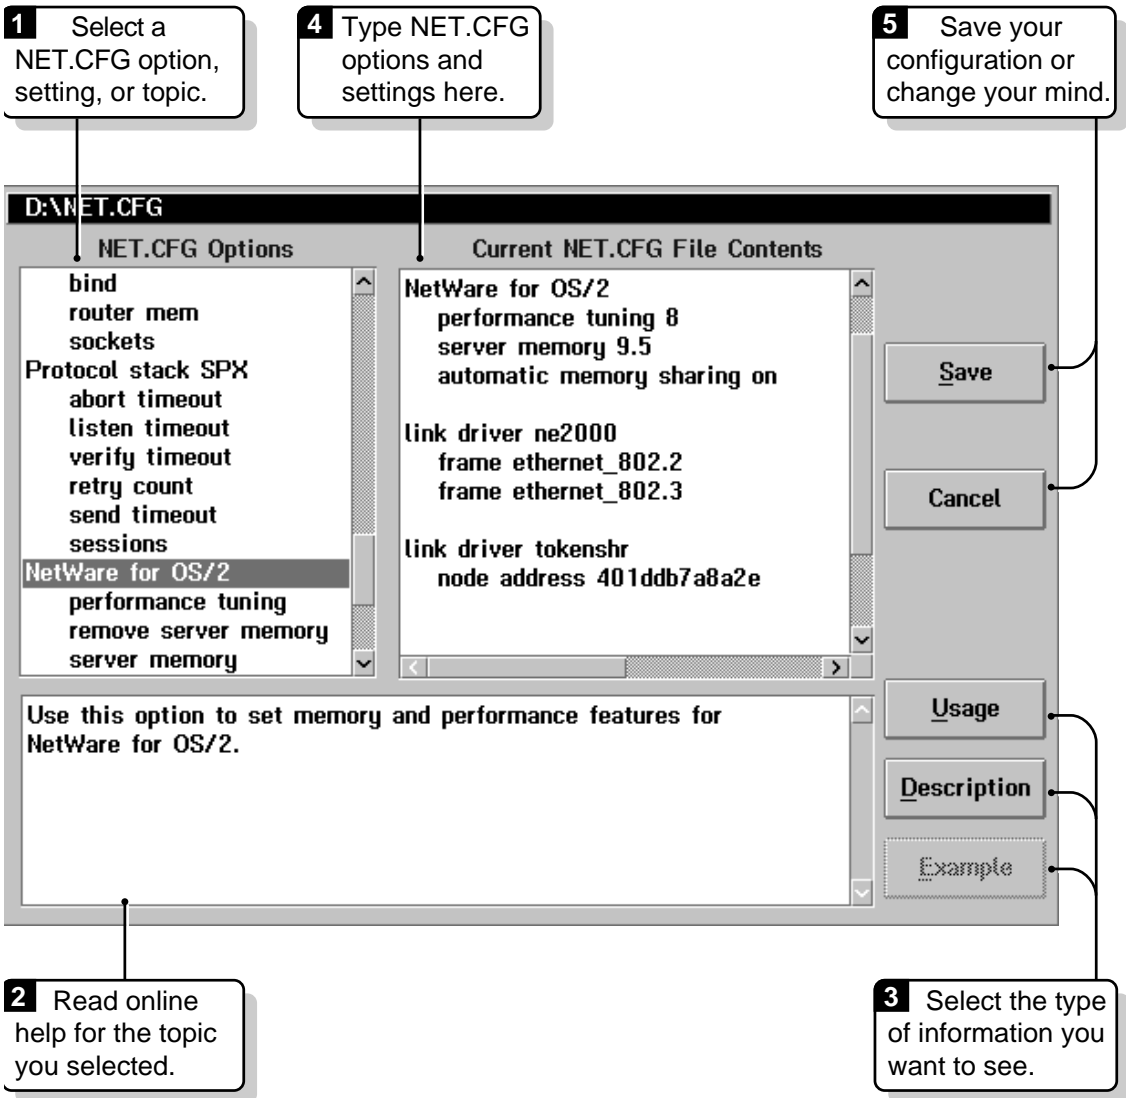 1 Select a
NET.CFG option,
setting, or topic.
4 Type NET.CFG
options and
settings here.
5 Save your
configuration or
change your mind.
D:\NET.CFG
NET.CFG Options
bind
router mem
sockets
Protocol stack SPX
abort timeout
listen timeout
verify timeout
retry count
send timeout
sessions
NetWare for OS/2
performance tuning
remove server memory
server memory
Current NET.CFG File Contents
NetWare for OS/2
performance tuning 8
server memory 9.5
automatic memory sharing on
link driver ne2000
frame ethernet_802.2
frame ethernet_802.3
link driver tokenshr
node address 401ddb7a8a2e
Save
Cancel
Use this option to set memory and performance features for
NetWare for OS/2.
Usage
Description
Example
2 Read online
help for the topic
you selected.
3 Select the type
of information you
want to see.